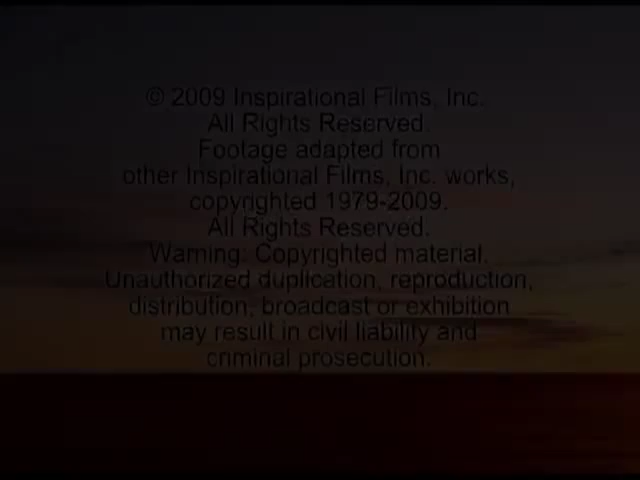 © 2009 Inspirational Films, Inc.
All Rights Reserved.
Footage adapted from
other Inspirational Films, Inc. works,
copyrighted 1979-2009.
All Rights Reserved.
Warning: Copyrighted material.
Unauthorized duplication, reproduction,
distribution, broadcast or exhibition
may result in civil liability and
criminal prosecution.